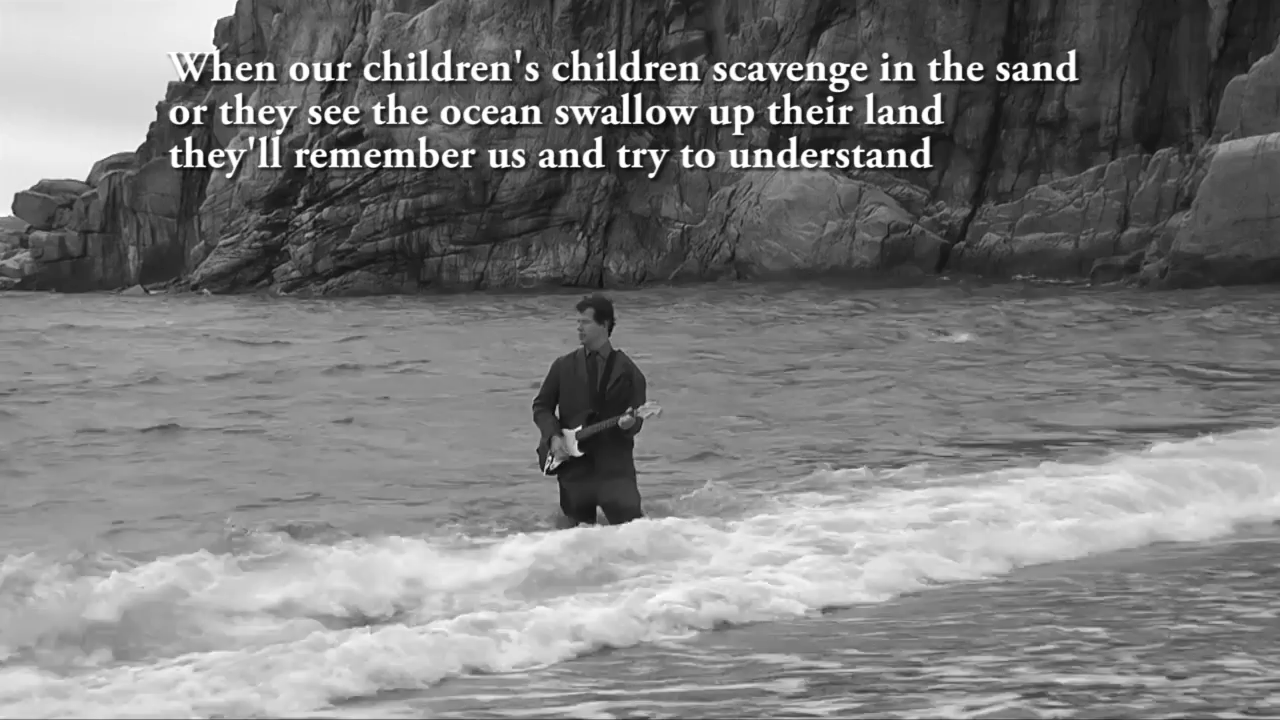 When our children's children scavenge in the sand
or they see the ocean swallow up their land
they'll remember us and try to understand